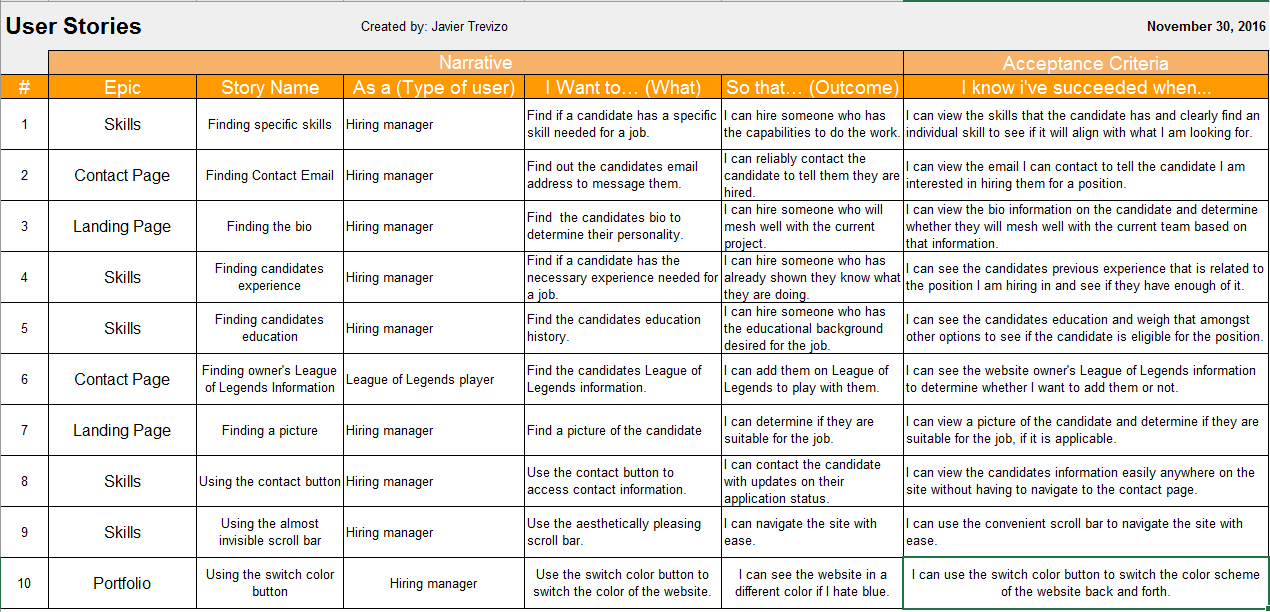 User Stories
Created by: Javier Trevizo
November 30, 2016
Narrative
Acceptance Criteria
#
Epic
Story Name
As a (Type of user)
I Want to… (What)
So that… (Outcome)
I know i've succeeded when...
1
Skills
Finding specific skills
Hiring manager
Find if a candidate has a specific
skill needed for a job.
I can hire someone who has
the capabilities to do the work.
I can view the skills that the candidate has and clearly find an
individual skill to see if it will align with what I am looking for.
2
Contact Page
Finding Contact Email
Hiring manager
Find out the candidates email
address to message them.
I can reliably contact the
candidate to tell them they are
hired.
I can view the email I can contact to tell the candidate I am
interested in hiring them for a position.
3
Landing Page
Finding the bio
Hiring manager
Find  the candidates bio to
determine their personality.
I can hire someone who will
mesh well with the current
project.
I can view the bio information on the candidate and determine
whether they will mesh well with the current team based on
that information.
4
Skills
Finding candidates
experience
Hiring manager
Find if a candidate has the
necessary experience needed for
a job.
I can hire someone who has
already shown they know what
they are doing.
I can see the candidates previous experience that is related to
the position I am hiring in and see if they have enough of it.
5
Skills
Finding candidates
education
Hiring manager
Find the candidates education
history.
I can hire someone who has
the educational background
desired for the job.
I can see the candidates education and weigh that amongst
other options to see if the candidate is eligible for the position.
6
Contact Page
Finding owner's League
of Legends Information
League of Legends player
Find the candidates League of
Legends information.
I can add them on League of
Legends to play with them.
I can see the website owner's League of Legends information
to determine whether I want to add them or not.
7
Landing Page
Finding a picture
Hiring manager
Find a picture of the candidate
I can determine if they are
suitable for the job.
I can view a picture of the candidate and determine if they are
suitable for the job, if it is applicable.
8
Skills
Using the contact button
Hiring manager
Use the contact button to
access contact information.
I can contact the candidate
with updates on their
application status.
I can view the candidates information easily anywhere on the
site without having to navigate to the contact page.
9
Skills
Using the almost
invisible scroll bar
Hiring manager
Use the aesthetically pleasing
scroll bar.
I can navigate the site with
ease.
I can use the convenient scroll bar to navigate the site with
ease.
10
Portfolio
Using the switch color
button
Hiring manager
Use the switch color button to
switch the color of the website.
I can see the website in a
different color if I hate blue.
I can use the switch color button to switch the color scheme
of the website back and forth.